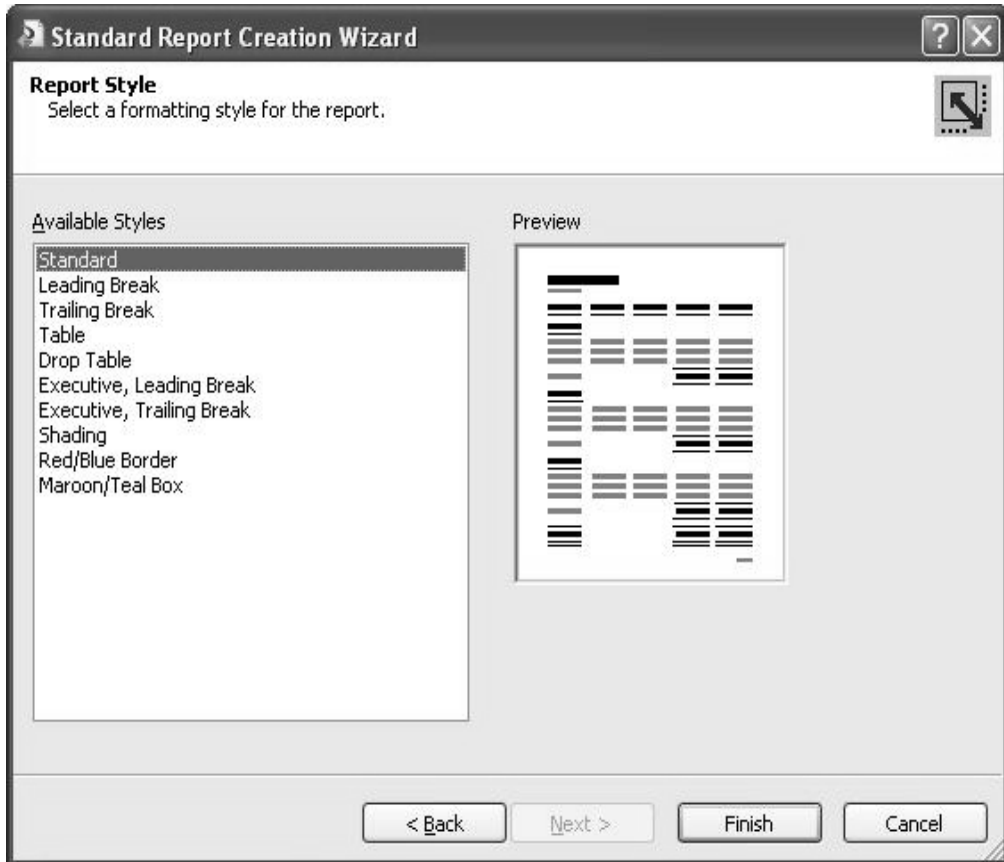 Standard Report Creation Wizard
Report Style
Select a formatting style for the report.
Available Styles
Standard
Leading Break
Trailing Break
Table
Drop Table
Executive, Leading Break
Executive, Trailing Break
Shading
Red/Blue Border
Maroon/Teal Box
Preview
< Back
Next >
Finish
Cancel